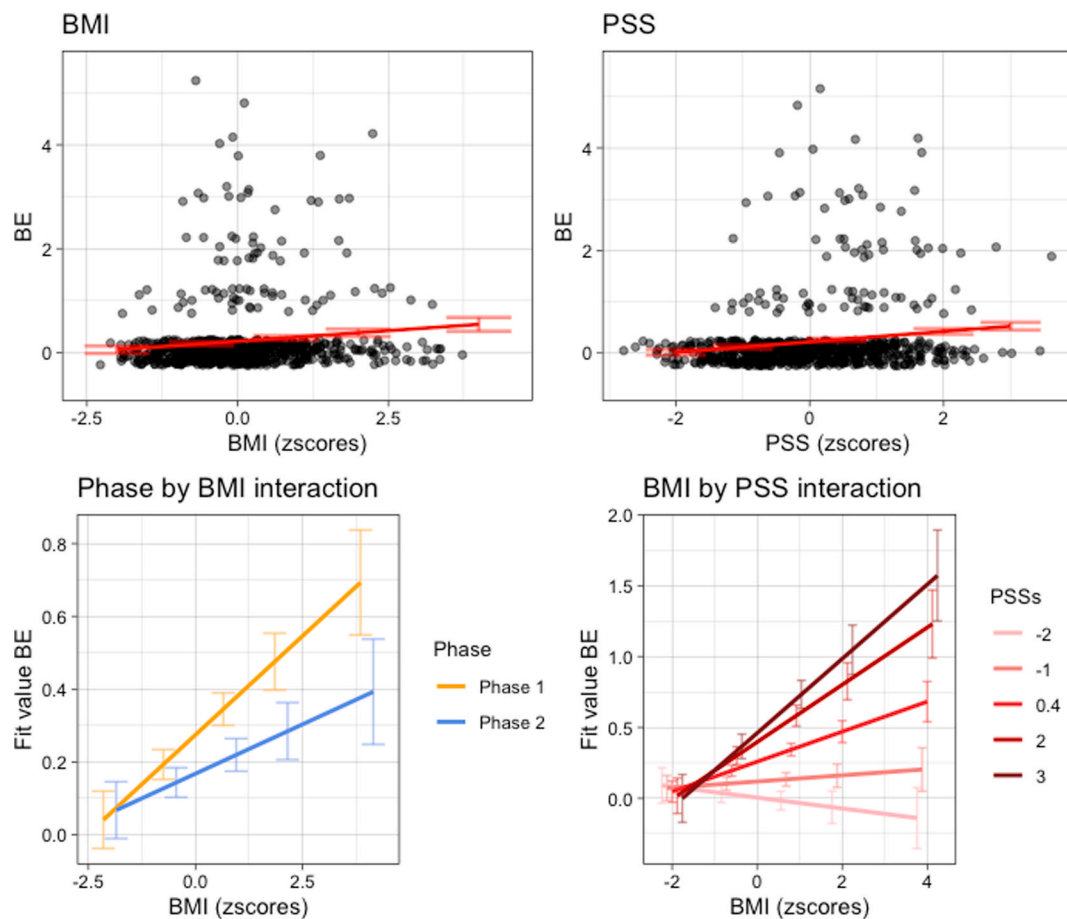 BMI
PSS
BE
4
2
0
-2.5
0.0
2.5
BMI (zscores)
BE
4
2
0
-2
0
2
PSS (zscores)
Phase by BMI interaction
BMI by PSS interaction
Fit value BE
0.8
0.6
0.4
0.2
0.0
-2.5
0.0
2.5
BMI (zscores)
Phase
Phase 1
Phase 2
Fit value BE
2.0
1.5
1.0
0.5
0.0
-2
0
2
4
BMI (zscores)
PSSs
-2
-1
0.4
2
3